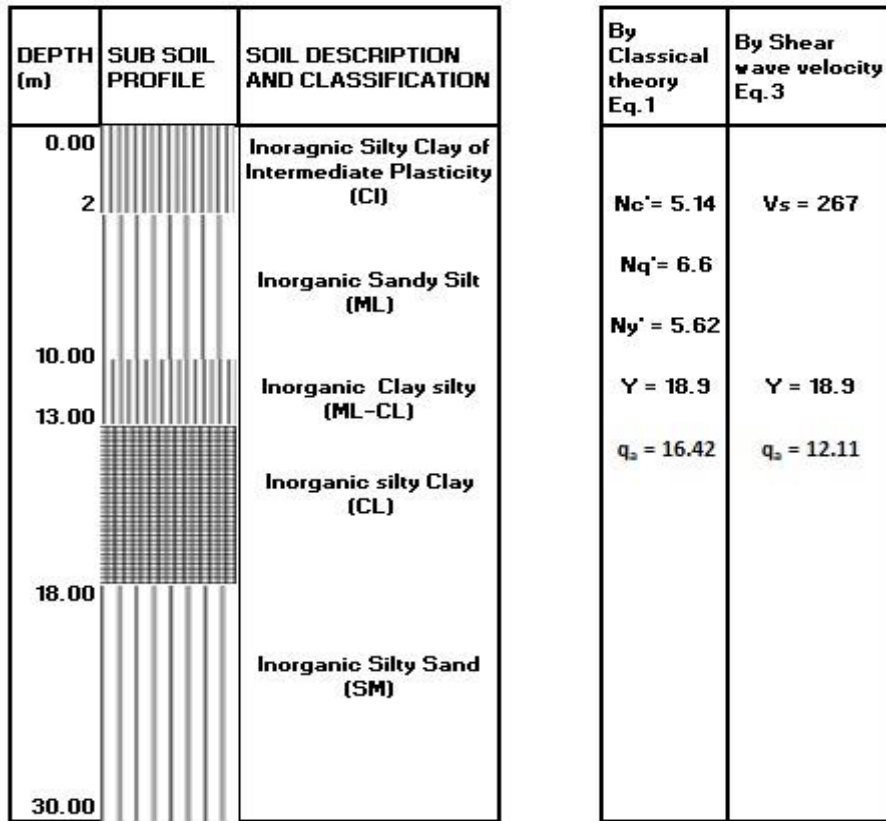 DEPTH
(m)
SUB SOIL
PROFILE
SOIL DESCRIPTION
AND CLASSIFICATION
0.00
Inoragnic Silty Clay of
Intermediate Plasticity
(CI)
2
Inorganic Sandy Silt
(ML)
10.00
Inorganic Clay silty
(ML-CL)
13.00
Inorganic silty Clay
(CL)
18.00
Inorganic Silty Sand
(SM)
30.00
By
Classical
theory
Eq.1
By Shear
wave velocity
Eq.3
Nc'= 5.14
Vs = 267
Nq'= 6.6
Ny' = 5.62
Y = 18.9
Y = 18.9
qₐ = 16.42
qₐ = 12.11